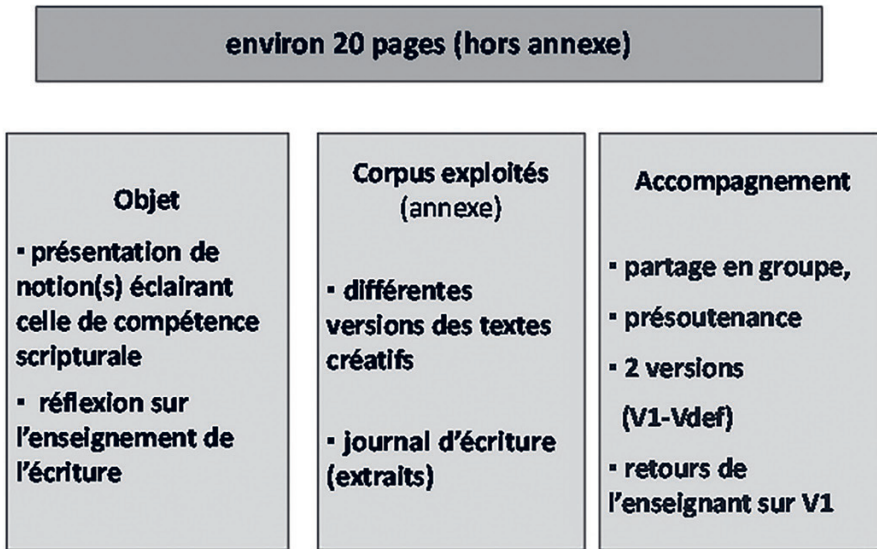 environ 20 pages (hors annexe)
Objet
▪ présentation de
notion(s) éclairant
celle de compétence
scripturale
▪ réflexion sur
l'enseignement de
l'écriture
Corpus exploités
(annexe)
▪ différentes
versions des textes
créatifs
▪ journal d'écriture
(extraits)
Accompagnement
▪ partage en groupe,
▪ présoutenance
▪ 2 versions
(V1-Vdef)
▪ retours de
l'enseignant sur V1